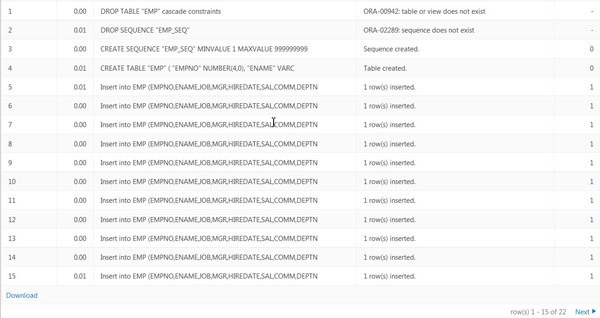 1 0.00 DROP TABLE "EMP" cascade constraints ORA-00942: table or view does not exist -
2 0.01 DROP SEQUENCE "EMP_SEQ" ORA-02289: sequence does not exist -
3 0.00 CREATE SEQUENCE "EMP_SEQ" MINVALUE 1 MAXVALUE 999999999 Sequence created. 0
4 0.01 CREATE TABLE "EMP" ( "EMPNO" NUMBER(4,0), "ENAME" VARC Table created. 0
5 0.01 Insert into EMP (EMPNO,ENAME,JOB,MGR,HIREDATE,SAL,COMM,DEPTN 1 row(s) inserted. 1
6 0.00 Insert into EMP (EMPNO,ENAME,JOB,MGR,HIREDATE,SAL,COMM,DEPTN 1 row(s) inserted. 1
7 0.00 Insert into EMP (EMPNO,ENAME,JOB,MGR,HIREDATE,SAL,COMM,DEPTN 1 row(s) inserted. 1
8 0.00 Insert into EMP (EMPNO,ENAME,JOB,MGR,HIREDATE,SAL,COMM,DEPTN 1 row(s) inserted. 1
9 0.00 Insert into EMP (EMPNO,ENAME,JOB,MGR,HIREDATE,SAL,COMM,DEPTN 1 row(s) inserted. 1
10 0.00 Insert into EMP (EMPNO,ENAME,JOB,MGR,HIREDATE,SAL,COMM,DEPTN 1 row(s) inserted. 1
11 0.00 Insert into EMP (EMPNO,ENAME,JOB,MGR,HIREDATE,SAL,COMM,DEPTN 1 row(s) inserted. 1
12 0.00 Insert into EMP (EMPNO,ENAME,JOB,MGR,HIREDATE,SAL,COMM,DEPTN 1 row(s) inserted. 1
13 0.00 Insert into EMP (EMPNO,ENAME,JOB,MGR,HIREDATE,SAL,COMM,DEPTN 1 row(s) inserted. 1
14 0.00 Insert into EMP (EMPNO,ENAME,JOB,MGR,HIREDATE,SAL,COMM,DEPTN 1 row(s) inserted. 1
15 0.01 Insert into EMP (EMPNO,ENAME,JOB,MGR,HIREDATE,SAL,COMM,DEPTN 1 row(s) inserted. 1
Download
row(s) 1 - 15 of 22 Next